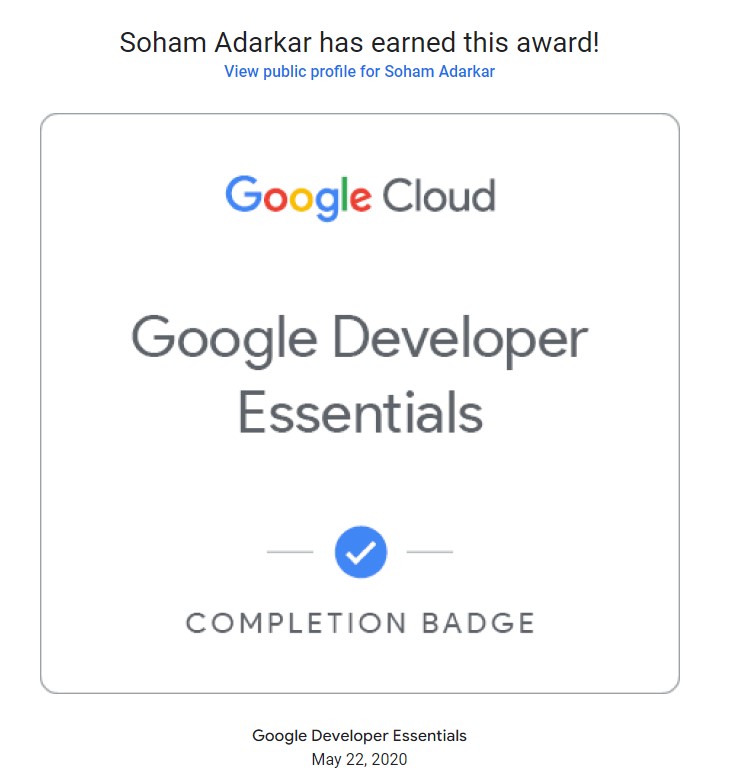 Soham Adarkar has earned this award!
View public profile for Soham Adarkar
Google Cloud
Google Developer
Essentials
COMPLETION BADGE
Google Developer Essentials
May 22, 2020